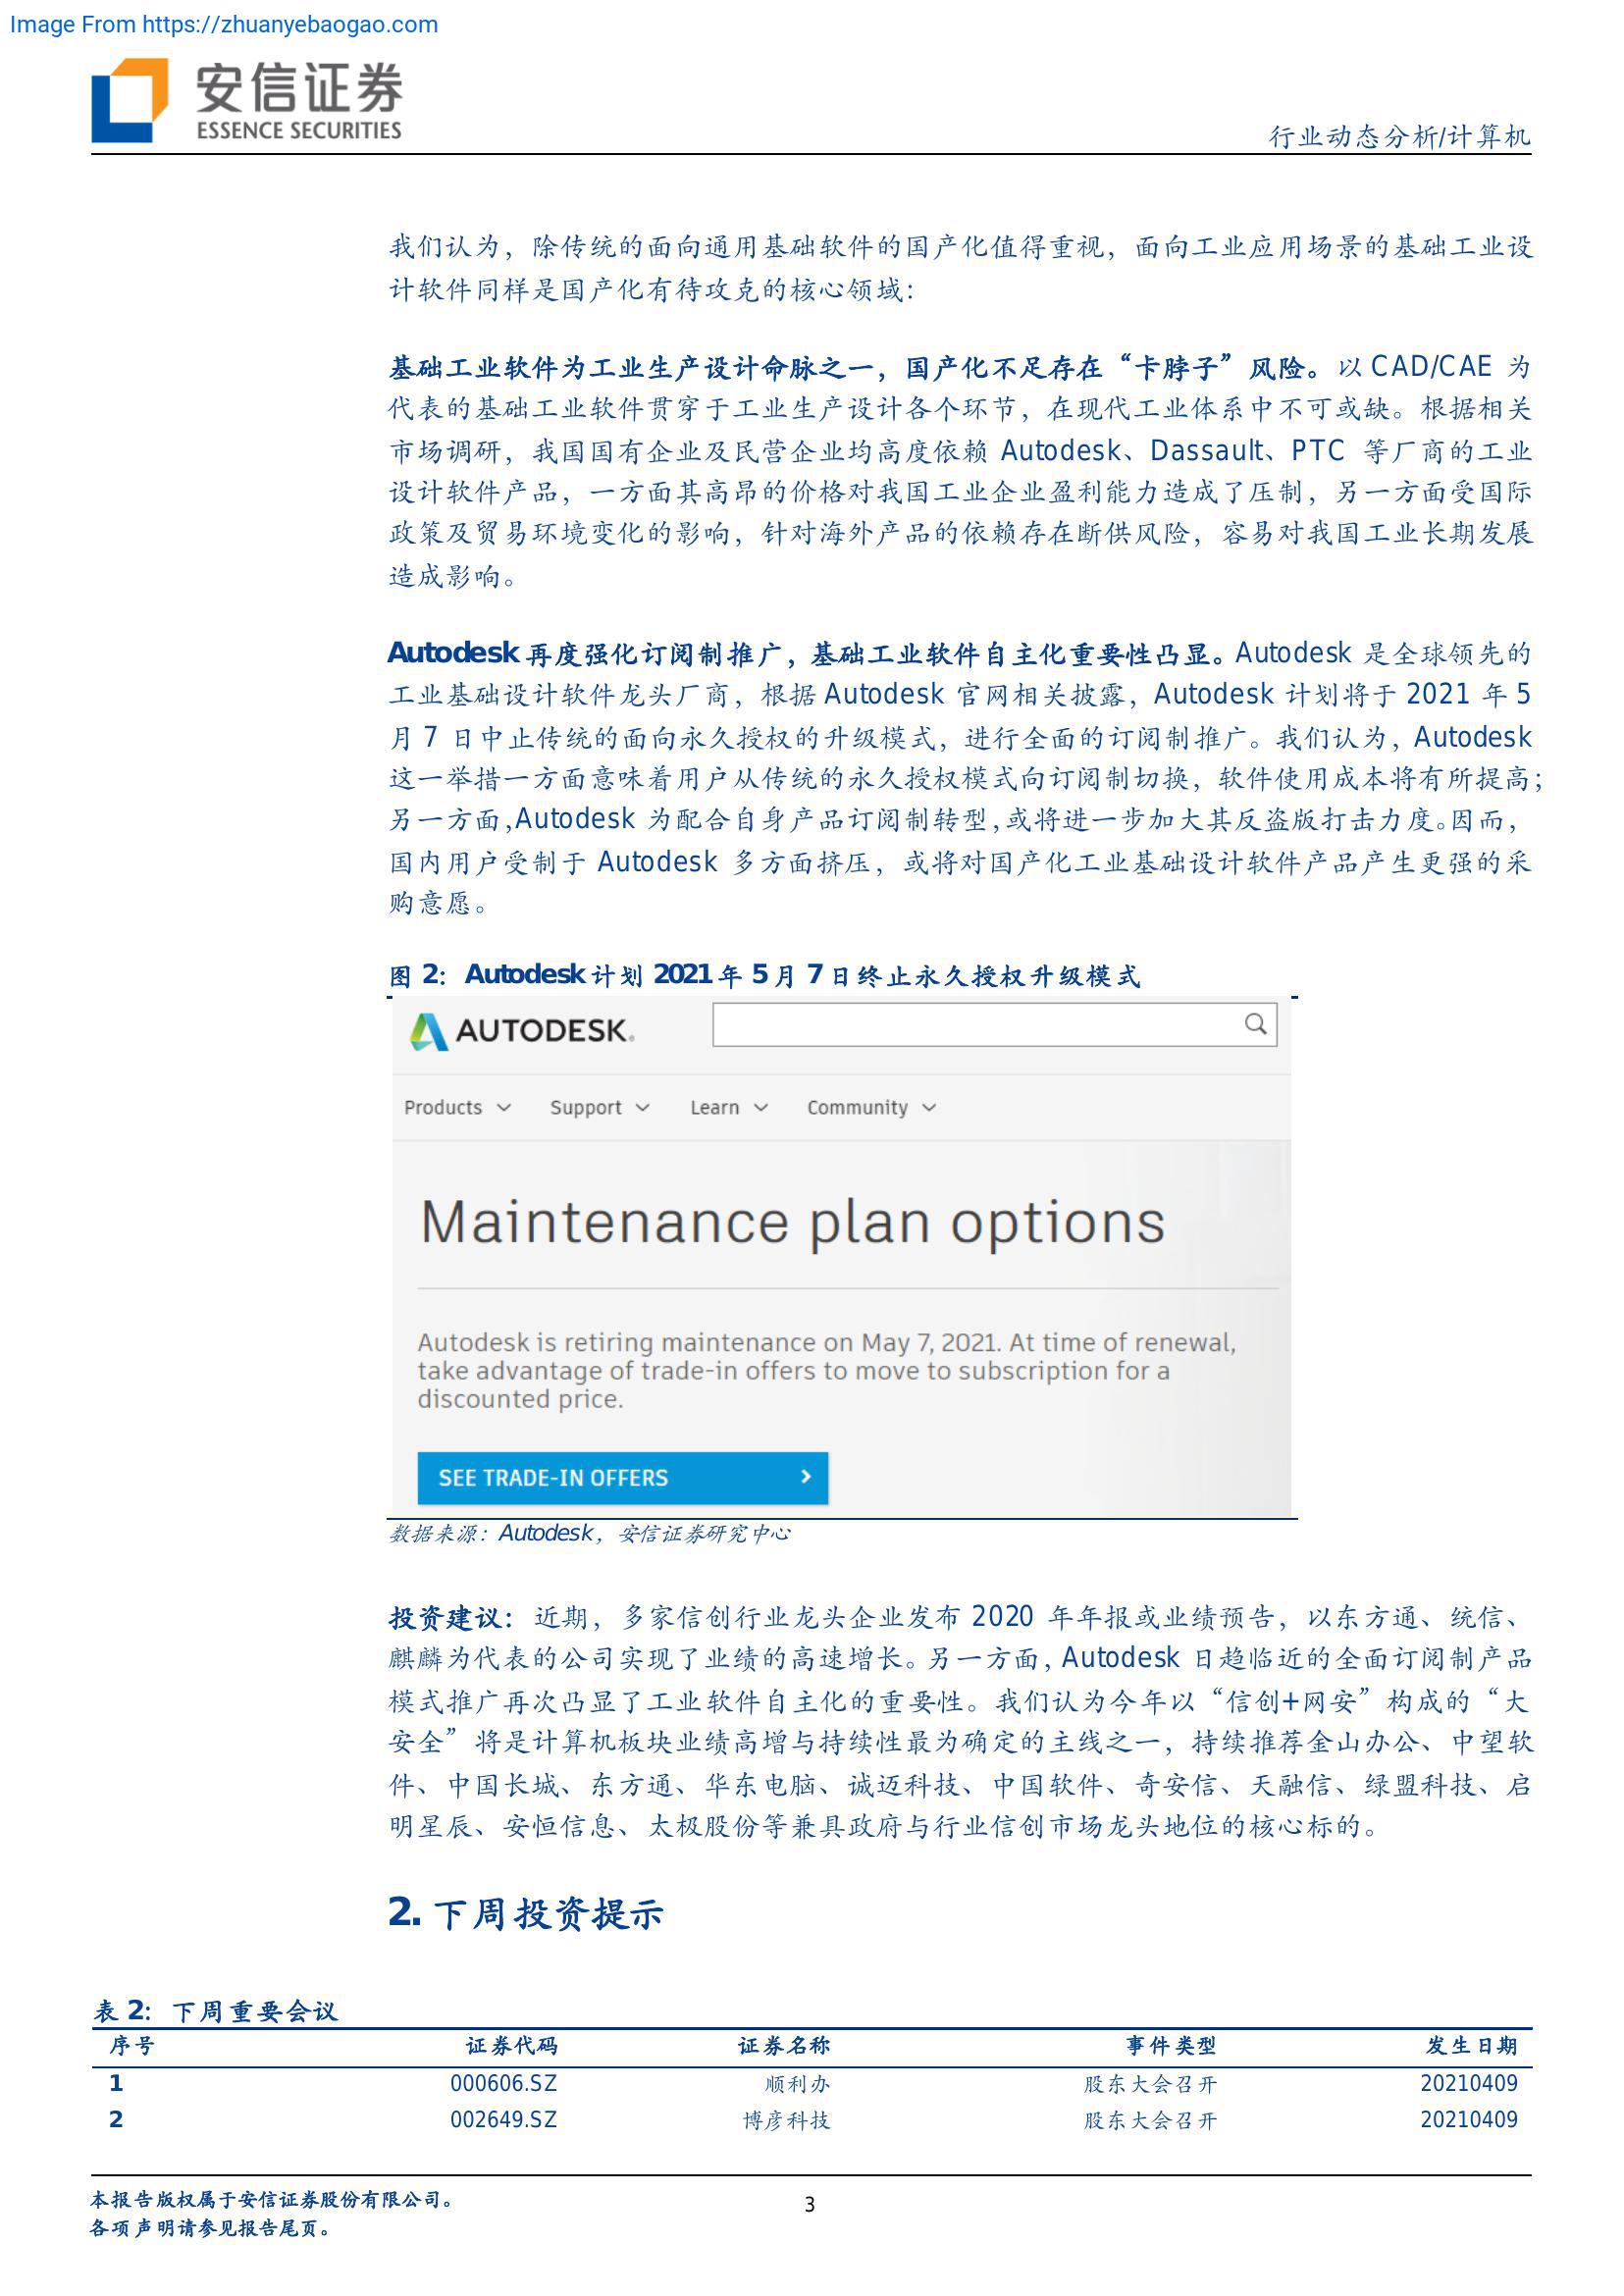 Image From https://zhuanyebaogao.com
安信证券
ESSENCE SECURITIES
行业动态分析/计算机
我们认为，除传统的面向通用基础软件的国产化值得重视，面向工业应用场景的基础工业设
计软件同样是国产化有待攻克的核心领域：
基础工业软件为工业生产设计命脉之一，国产化不足存在“卡脖子”风险。以 CAD/CAE 为
代表的基础工业软件贯穿于工业生产设计各个环节，在现代工业体系中不可或缺。根据相关
市场调研，我国国有企业及民营企业均高度依赖 Autodesk、Dassault、PTC 等厂商的工业
设计软件产品，一方面其高昂的价格对我国工业企业盈利能力造成了压制，另一方面受国际
政策及贸易环境变化的影响，针对海外产品的依赖存在断供风险，容易对我国工业长期发展
造成影响。
Autodesk 再度强化订阅制推广，基础工业软件自主化重要性凸显。Autodesk 是全球领先的
工业基础设计软件龙头厂商，根据 Autodesk 官网相关披露，Autodesk 计划将于 2021 年 5
月 7 日中止传统的面向永久授权的升级模式，进行全面的订阅制推广。我们认为，Autodesk
这一举措一方面意味着用户从传统的永久授权模式向订阅制切换，软件使用成本将有所提高；
另一方面，Autodesk 为配合自身产品订阅制转型，或将进一步加大其反盗版打击力度。因而，
国内用户受制于 Autodesk 多方面挤压，或将对国产化工业基础设计软件产品产生更强的采
购意愿。
图 2：Autodesk 计划 2021 年 5 月 7 日终止永久授权升级模式
AUTODESK.
Products Support Learn Community
Maintenance plan options
Autodesk is retiring maintenance on May 7, 2021. At time of renewal,
take advantage of trade-in offers to move to subscription for a
discounted price.
SEE TRADE-IN OFFERS
数据来源：Autodesk，安信证券研究中心
投资建议：近期，多家信创行业龙头企业发布 2020 年年报或业绩预告，以东方通、统信、
麒麟为代表的公司实现了业绩的高速增长。另一方面，Autodesk 日趋临近的全面订阅制产品
模式推广再次凸显了工业软件自主化的重要性。我们认为今年以“信创+网安”构成的“大
安全”将是计算机板块业绩高增与持续性最为确定的主线之一，持续推荐金山办公、中望软
件、中国长城、东方通、华东电脑、诚迈科技、中国软件、奇安信、天融信、绿盟科技、启
明星辰、安恒信息、太极股份等兼具政府与行业信创市场龙头地位的核心标的。
2. 下周投资提示
表 2：下周重要会议
序号 证券代码 证券名称 事件类型 发生日期
1 000606.SZ 顺利办 股东大会召开 20210409
2 002649.SZ 博彦科技 股东大会召开 20210409
本报告版权属于安信证券股份有限公司。
3
各项声明请参见报告尾页。